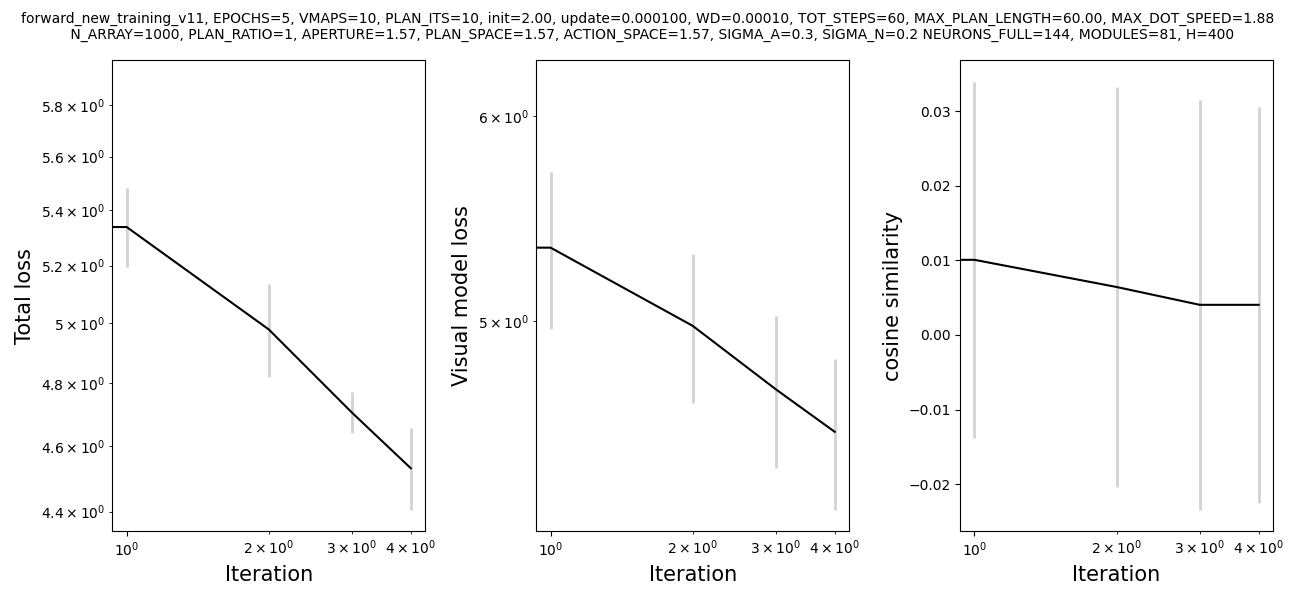 forward_new_training_v11, EPOCHS=5, VMAPS=10, PLAN_ITS=10, init=2.00, update=0.000100, WD=0.00010, TOT_STEPS=60, MAX_PLAN_LENGTH=60.00, MAX_DOT_SPEED=1.88
N_ARRAY=1000, PLAN_RATIO=1, APERTURE=1.57, PLAN_SPACE=1.57, ACTION_SPACE=1.57, SIGMA_A=0.3, SIGMA_N=0.2 NEURONS_FULL=144, MODULES=81, H=400
Total loss
5.8 × 10⁰
5.6 × 10⁰
5.4 × 10⁰
5.2 × 10⁰
5 × 10⁰
4.8 × 10⁰
4.6 × 10⁰
4.4 × 10⁰
10⁰ 2 × 10⁰ 3 × 10⁰ 4 × 10⁰
Iteration
Visual model loss
6 × 10⁰
5 × 10⁰
10⁰ 2 × 10⁰ 3 × 10⁰ 4 × 10⁰
Iteration
cosine similarity
0.03
0.02
0.01
0.00
−0.01
−0.02
10⁰ 2 × 10⁰ 3 × 10⁰ 4 × 10⁰
Iteration